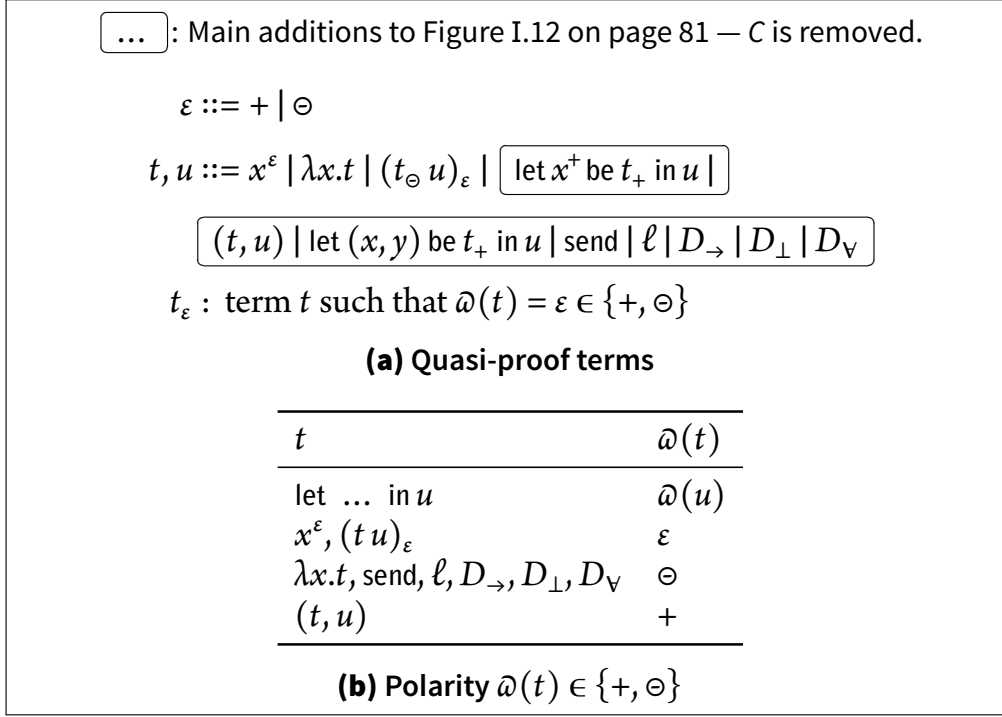 ... : Main additions to Figure I.12 on page 81 — C is removed.
ε ::= + | ⊖
t, u ::= x^ε | λx.t | (t_⊖ u)_ε | let x^+ be t_+ in u |
(t, u) | let (x, y) be t_+ in u | send | ℓ | D_→ | D_⊥ | D_∀
t_ε : term t such that ϖ(t) = ε ∈ {+, ⊖}
(a) Quasi-proof terms
t ϖ(t)
let ... in u ϖ(u)
x^ε, (t u)_ε ε
λx.t, send, ℓ, D_→, D_⊥, D_∀ ⊖
(t, u) +
(b) Polarity ϖ(t) ∈ {+, ⊖}